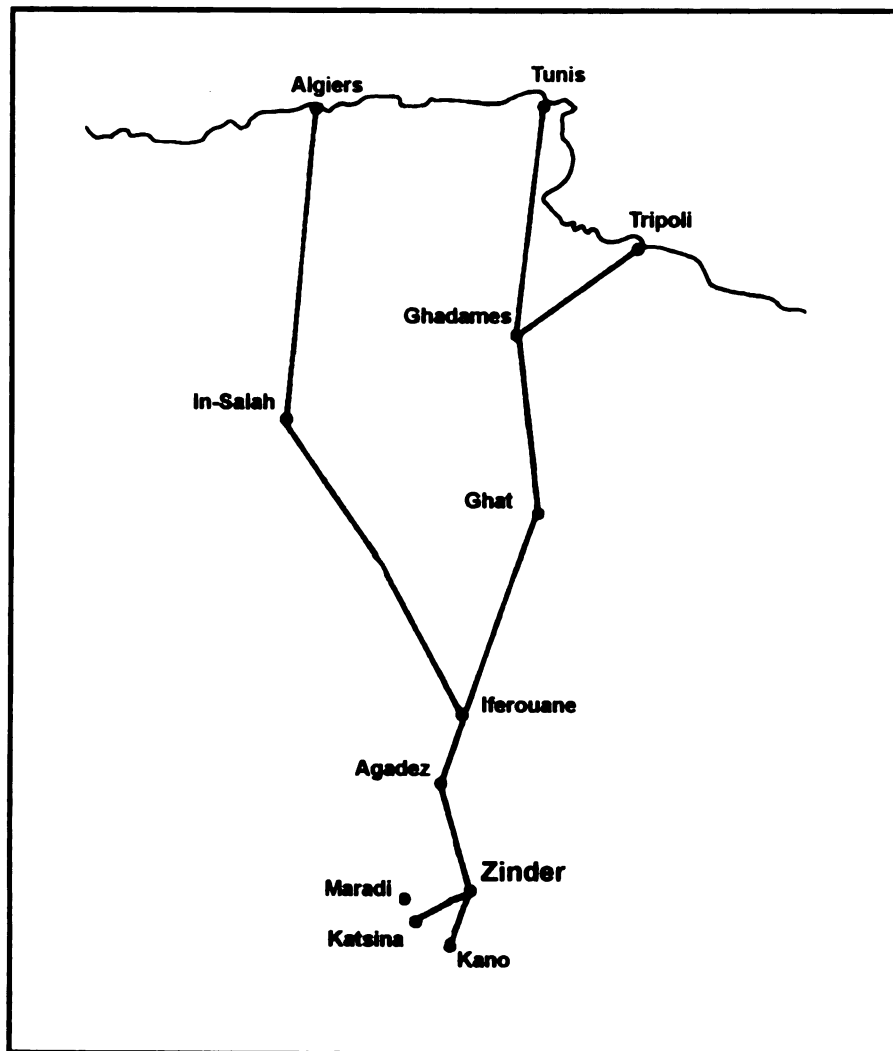 Algiers
Tunis
Tripoli
Ghadames
In-Salah
Ghat
Iferouane
Agadez
Zinder
Maradi
Katsina
Kano